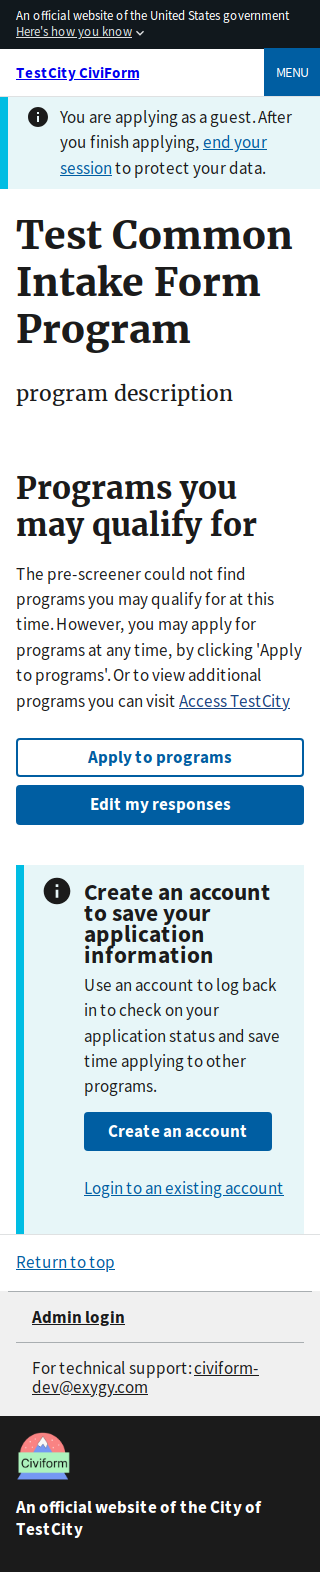 An official website of the United States government
Here's how you know
TestCity CiviForm
MENU
You are applying as a guest. After
you finish applying, end your
session to protect your data.
Test Common
Intake Form
Program
program description
Programs you
may qualify for
The pre-screener could not find
programs you may qualify for at this
time. However, you may apply for
programs at any time, by clicking 'Apply
to programs'. Or to view additional
programs you can visit Access TestCity
Apply to programs
Edit my responses
Create an account
to save your
application
information
Use an account to log back
in to check on your
application status and save
time applying to other
programs.
Create an account
Login to an existing account
Return to top
Admin login
For technical support: civiform-
dev@exygy.com
Civiform
An official website of the City of
TestCity